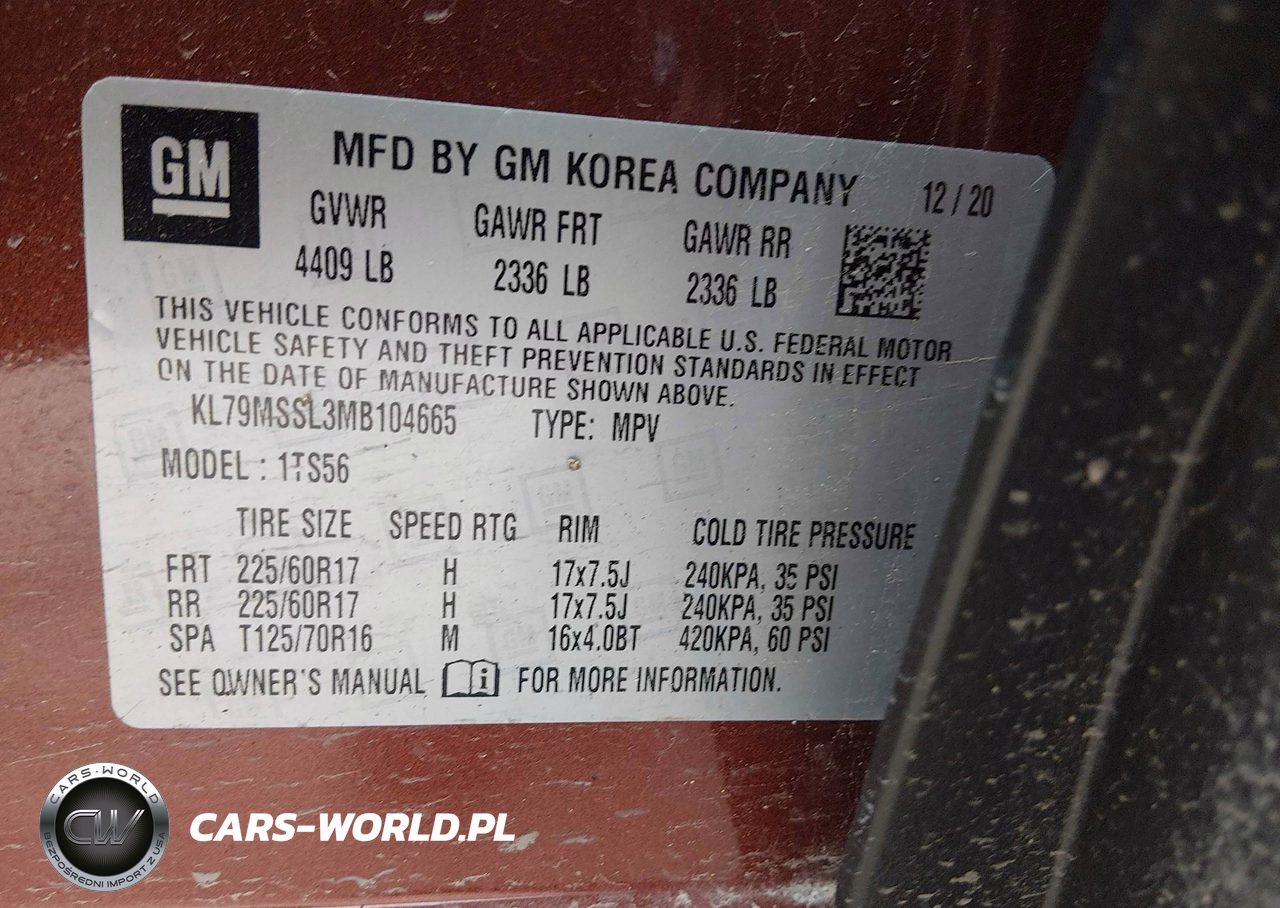 GM
MFD BY GM KOREA COMPANY 12 / 20
GVWR GAWR FRT GAWR RR
4409 LB 2336 LB 2336 LB
THIS VEHICLE CONFORMS TO ALL APPLICABLE U.S. FEDERAL MOTOR
VEHICLE SAFETY AND THEFT PREVENTION STANDARDS IN EFFECT
ON THE DATE OF MANUFACTURE SHOWN ABOVE.
KL79MSSL3MB104665 TYPE: MPV
MODEL : 1TS56
TIRE SIZE SPEED RTG RIM COLD TIRE PRESSURE
FRT 225/60R17 H 17x7.5J 240KPA, 35 PSI
RR 225/60R17 H 17x7.5J 240KPA, 35 PSI
SPA T125/70R16 M 16x4.0BT 420KPA, 60 PSI
SEE OWNER'S MANUAL i FOR MORE INFORMATION.
CARS-WORLD
CW
BEZPOŚREDNI IMPORT Z USA
CARS-WORLD.PL